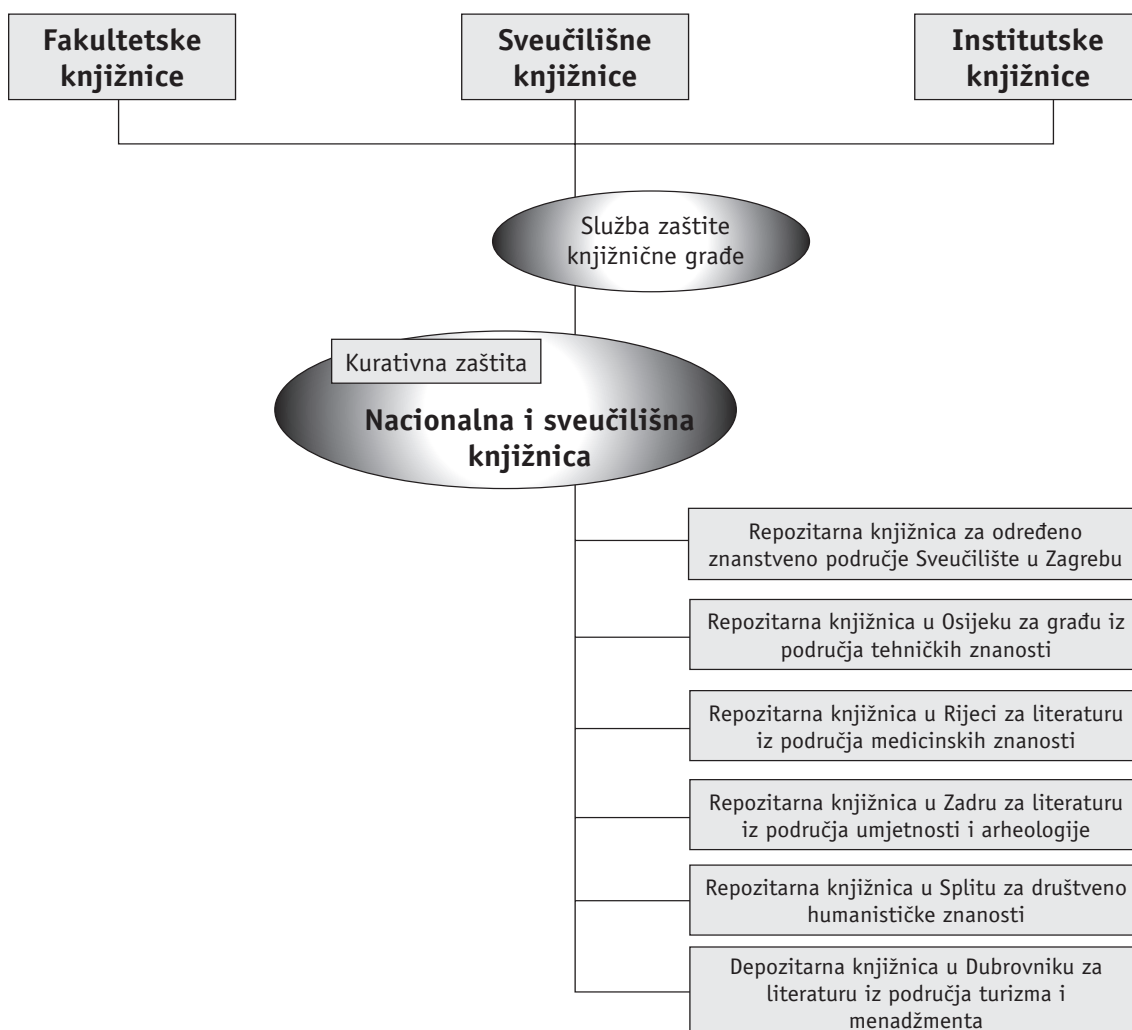 Fakultetske
knjižnice
Sveučilišne
knjižnice
Institutske
knjižnice
Služba zaštite
knjižnične građe
Kurativna zaštita
Nacionalna i sveučilišna
knjižnica
Repozitarna knjižnica za određeno
znanstveno područje Sveučilište u Zagrebu
Repozitarna knjižnica u Osijeku za građu iz
područja tehničkih znanosti
Repozitarna knjižnica u Rijeci za literaturu
iz područja medicinskih znanosti
Repozitarna knjižnica u Zadru za literaturu
iz područja umjetnosti i arheologije
Repozitarna knjižnica u Splitu za društveno
humanističke znanosti
Depozitarna knjižnica u Dubrovniku za
literaturu iz područja turizma i
menadžmenta